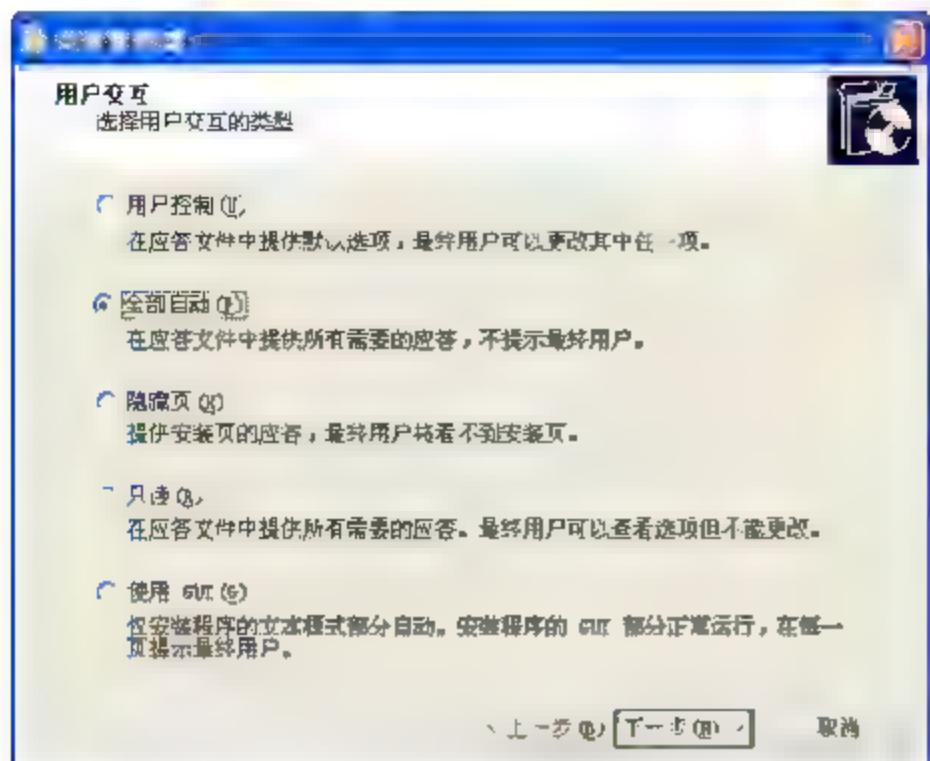 用户交互
选择用户交互的类型
用户控制(U)
在应答文件中提供默认选项，最终用户可以更改其中任一项。
全部自动(F)
在应答文件中提供所有需要的应答，不提示最终用户。
隐藏页(H)
提供安装页的应答，最终用户将看不到安装页。
只读(R)
在应答文件中提供所有需要的应答。最终用户可以查看选项但不能更改。
使用 GUI(G)
仅安装程序的文本模式部分自动。安装程序的 GUI 部分正常运行，在每一
页提示最终用户。
上一步(B) 下一步(N) 取消